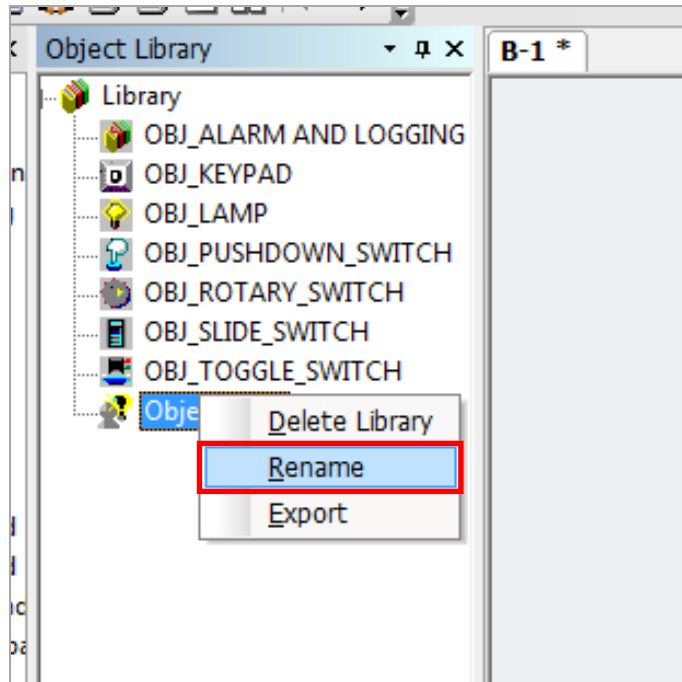 Object Library
B-1 *
Library
OBJ_ALARM AND LOGGING
OBJ_KEYPAD
OBJ_LAMP
OBJ_PUSHDOWN_SWITCH
OBJ_ROTARY_SWITCH
OBJ_SLIDE_SWITCH
OBJ_TOGGLE_SWITCH
Obje
Delete Library
Rename
Export